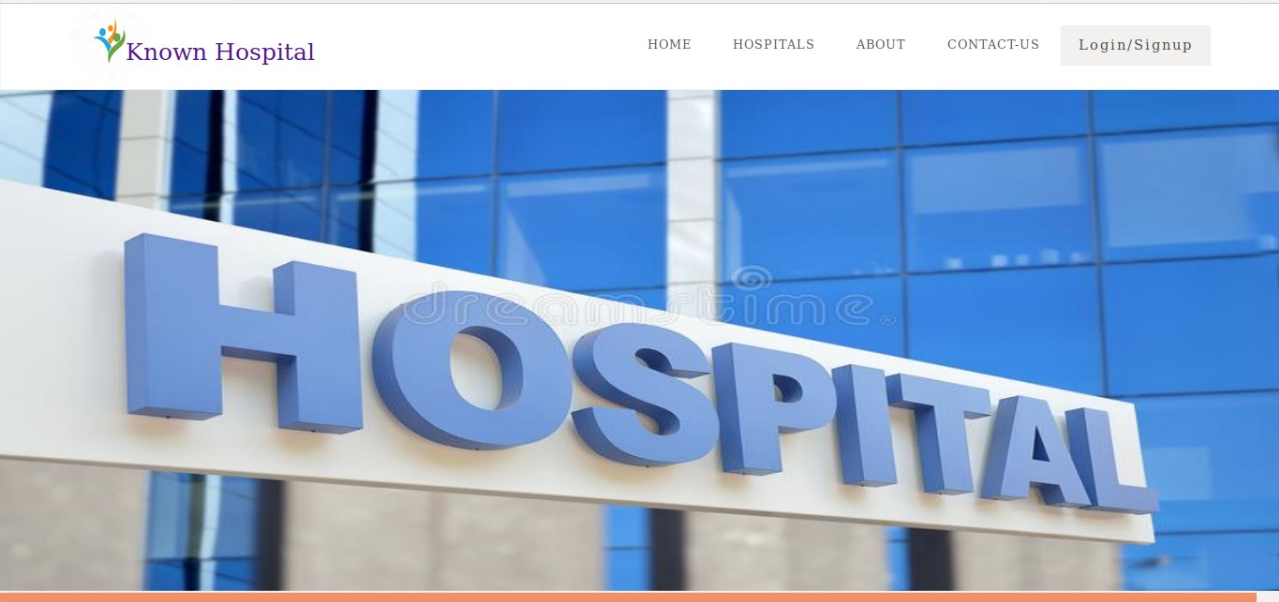 Known Hospital
HOME HOSPITALS ABOUT CONTACT-US Login/Signup
HOSPITAL
dreamstime